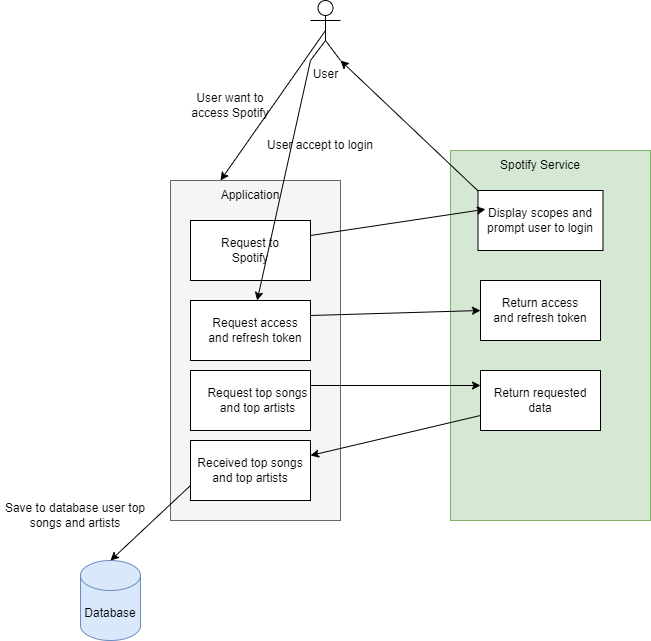 User
User want to
access Spotify
User accept to login
Spotify Service
Application
Display scopes and
prompt user to login
Request to
Spotify
Return access
and refresh token
Request access
and refresh token
Request top songs
and top artists
Return requested
data
Received top songs
and top artists
Save to database user top
songs and artists
Database